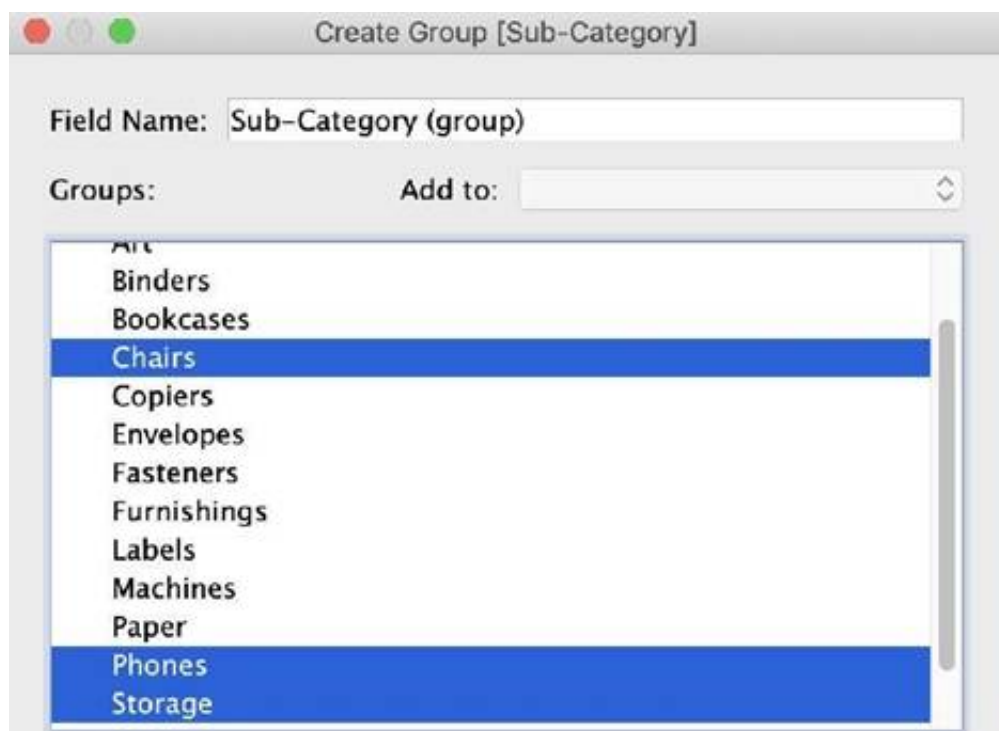 Create Group [Sub-Category]
Field Name: Sub-Category (group)
Groups: Add to:
Art
Binders
Bookcases
Chairs
Copiers
Envelopes
Fasteners
Furnishings
Labels
Machines
Paper
Phones
Storage